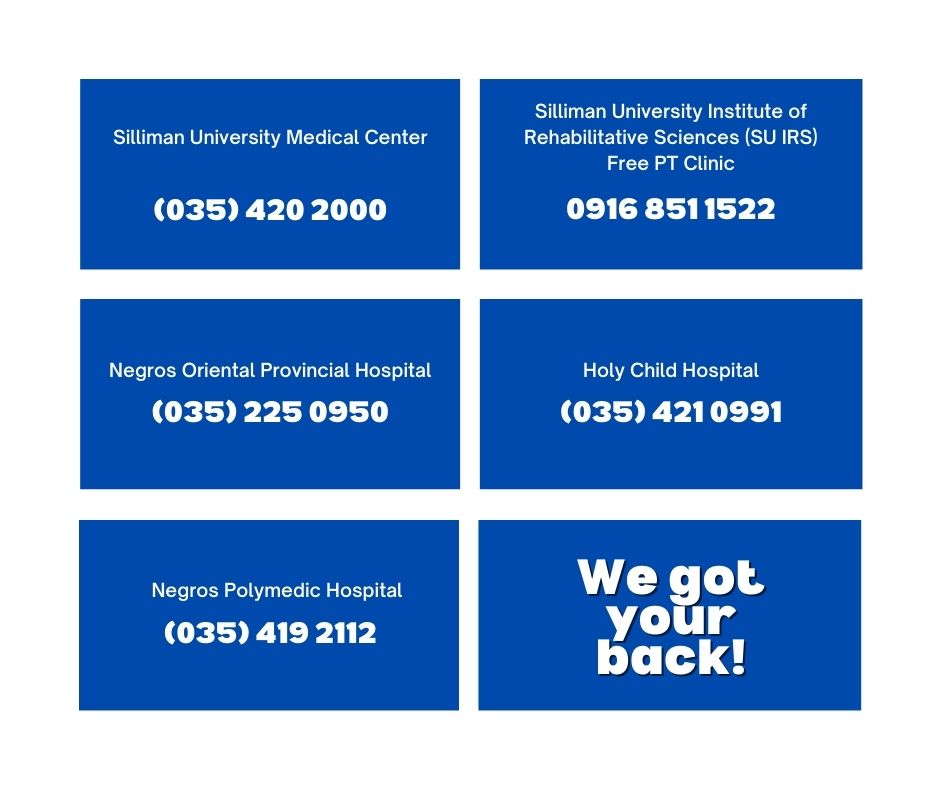 Silliman University Medical Center
(035) 420 2000
Silliman University Institute of
Rehabilitative Sciences (SU IRS)
Free PT Clinic
0916 851 1522
Negros Oriental Provincial Hospital
(035) 225 0950
Holy Child Hospital
(035) 421 0991
Negros Polymedic Hospital
(035) 419 2112
We got
your
back!